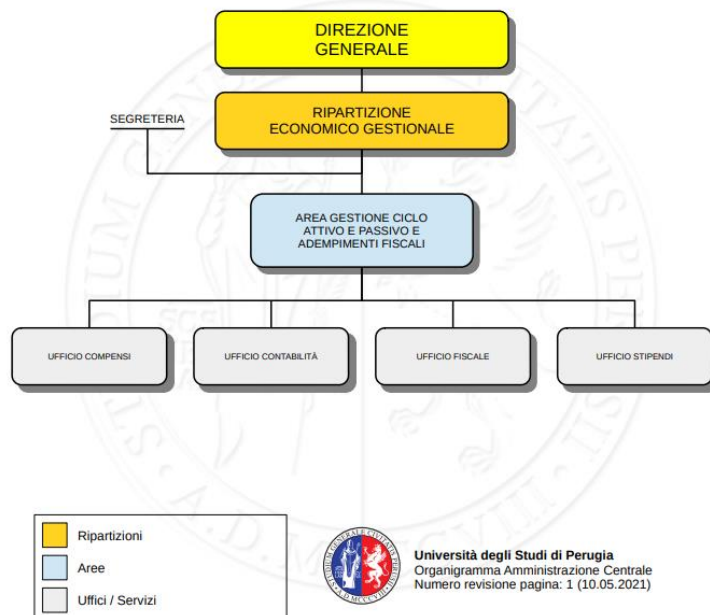 DIREZIONE
GENERALE
RIPARTIZIONE
ECONOMICO GESTIONALE
SEGRETERIA
AREA GESTIONE CICLO
ATTIVO E PASSIVO E
ADEMPIMENTI FISCALI
UFFICIO COMPENSI
UFFICIO CONTABILITÀ
UFFICIO FISCALE
UFFICIO STIPENDI
Ripartizioni
Aree
Uffici / Servizi
Università degli Studi di Perugia
Organigramma Amministrazione Centrale
Numero revisione pagina: 1 (10.05.2021)